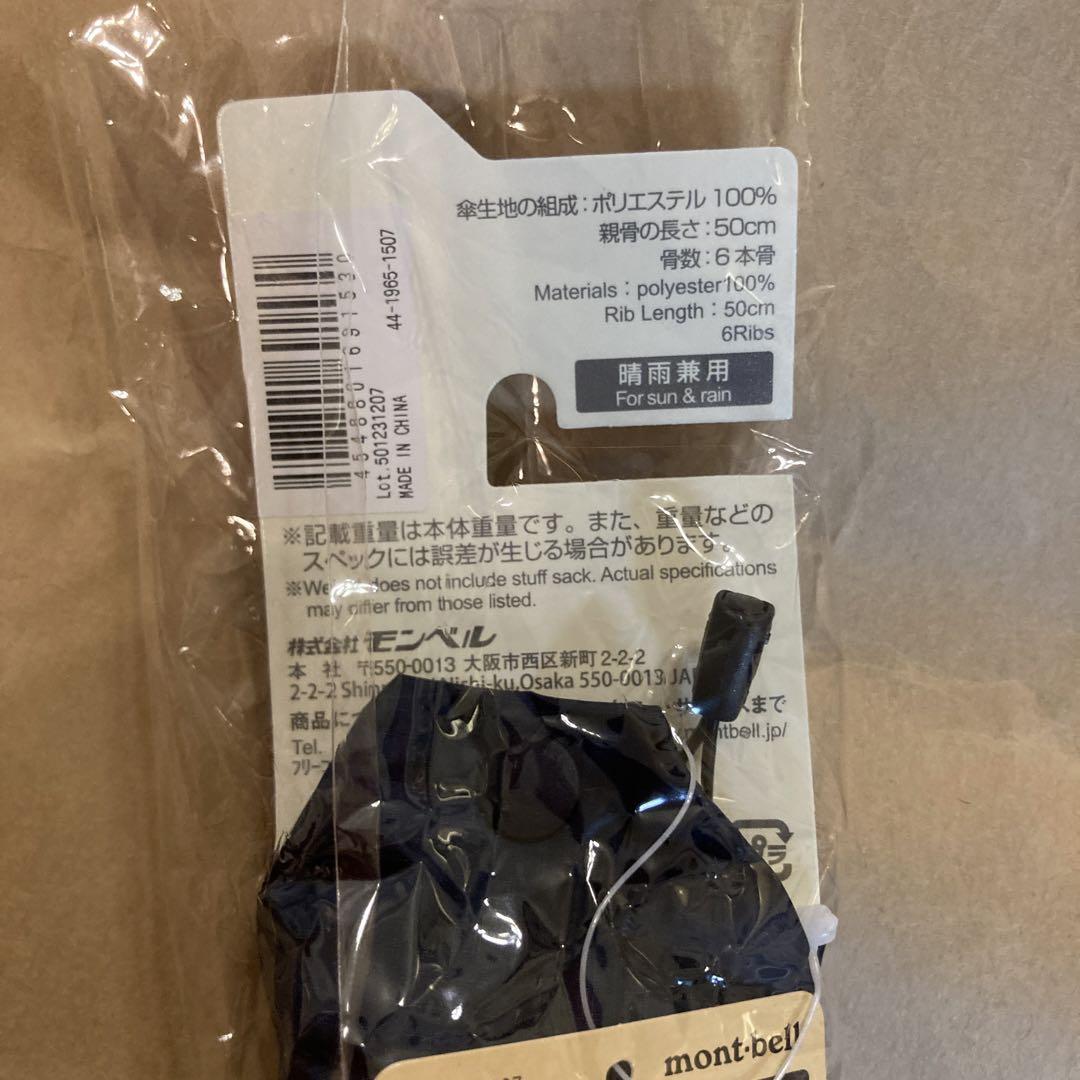 傘生地の組成:ポリエステル 100%
親骨の長さ:50cm
骨数:6本骨
Materials:polyester100%
Rib Length:50cm
6Ribs
晴雨兼用
For sun & rain
4548801691530
44-1965-1507
Lot.501231207
MADE IN CHINA
※記載重量は本体重量です。また、重量などの
スペックには誤差が生じる場合があります。
※ does not include stuff sack. Actual specifications
may differ from those listed.
株式会社モンベル
本 社 〒550-0013 大阪市西区新町2-2-2
2-2-2 Nishi-ku,Osaka 550-0013
商品に まで
Tel. montbell.jp/
プラ
mont-bell